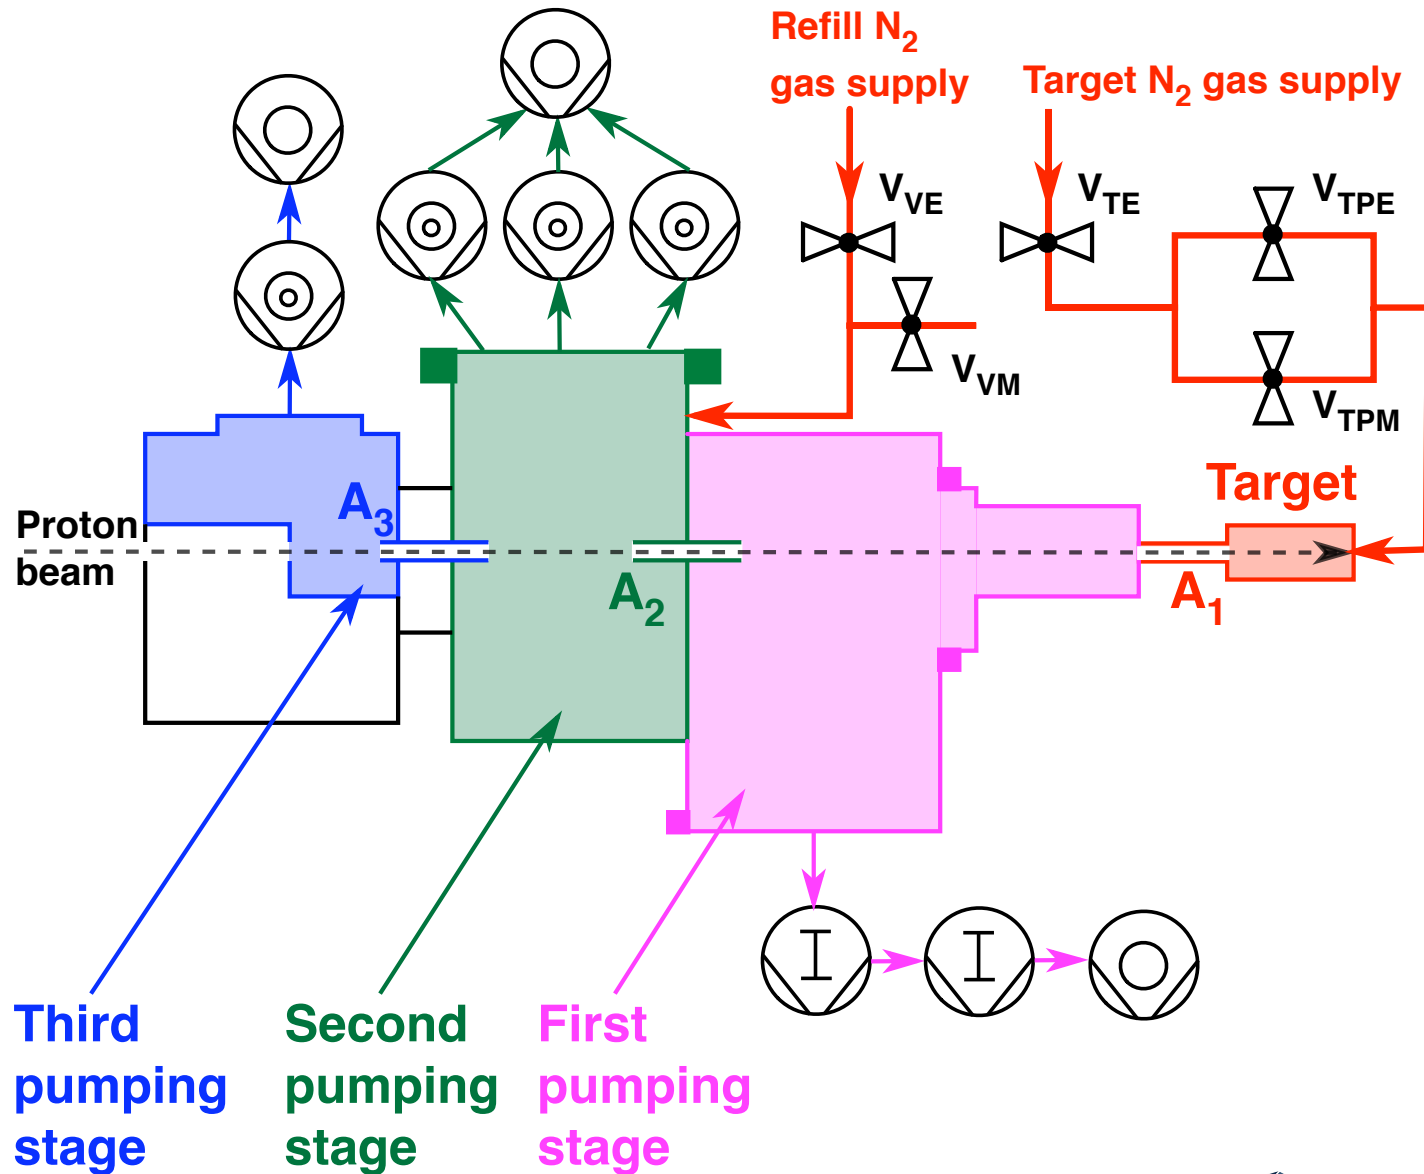 Refill N2
gas supply
Target N2 gas supply
VVE
VTE
VTPE
VVM
VTPM
Target
A3
Proton
beam
A2
A1
Third
pumping
stage
Second
pumping
stage
First
pumping
stage